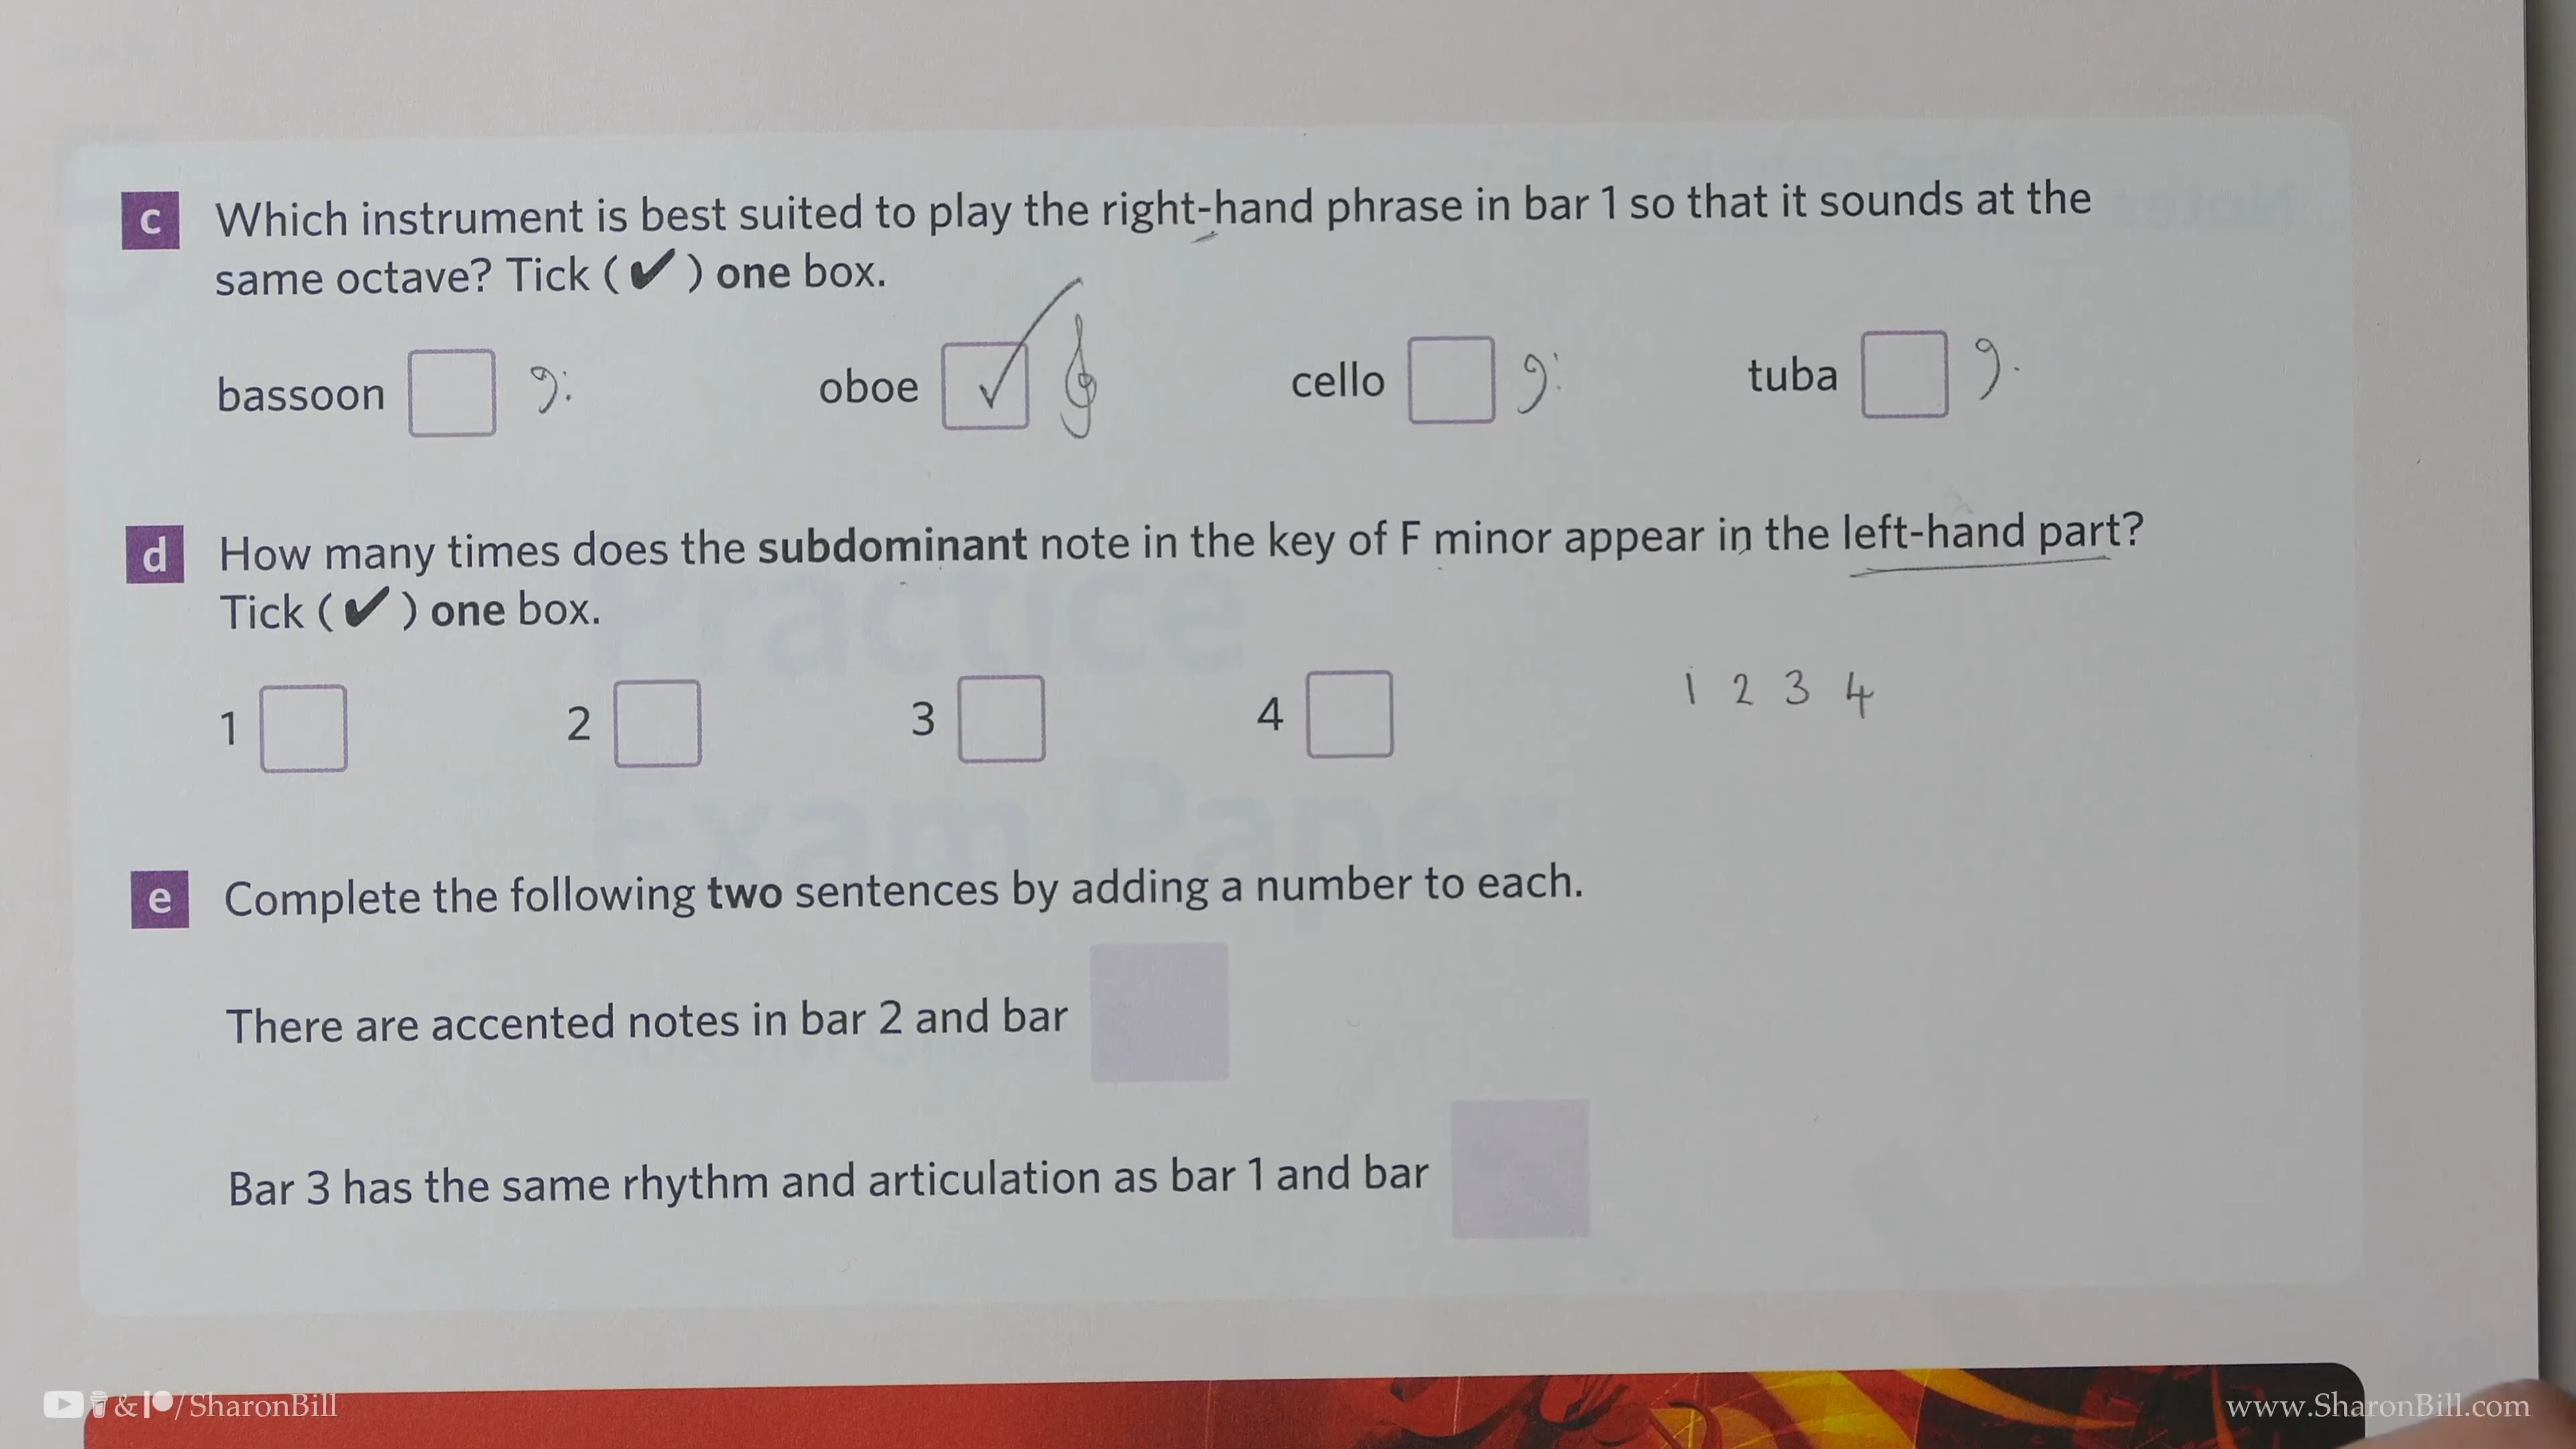 c Which instrument is best suited to play the right-hand phrase in bar 1 so that it sounds at the
same octave? Tick (✔) one box.
bassoon oboe ✓ cello tuba
d How many times does the subdominant note in the key of F minor appear in the left-hand part?
Tick (✔) one box.
1 2 3 4 1 2 3 4
e Complete the following two sentences by adding a number to each.
There are accented notes in bar 2 and bar
Bar 3 has the same rhythm and articulation as bar 1 and bar
Practice
Exam Paper
& /SharonBill
www.SharonBill.com